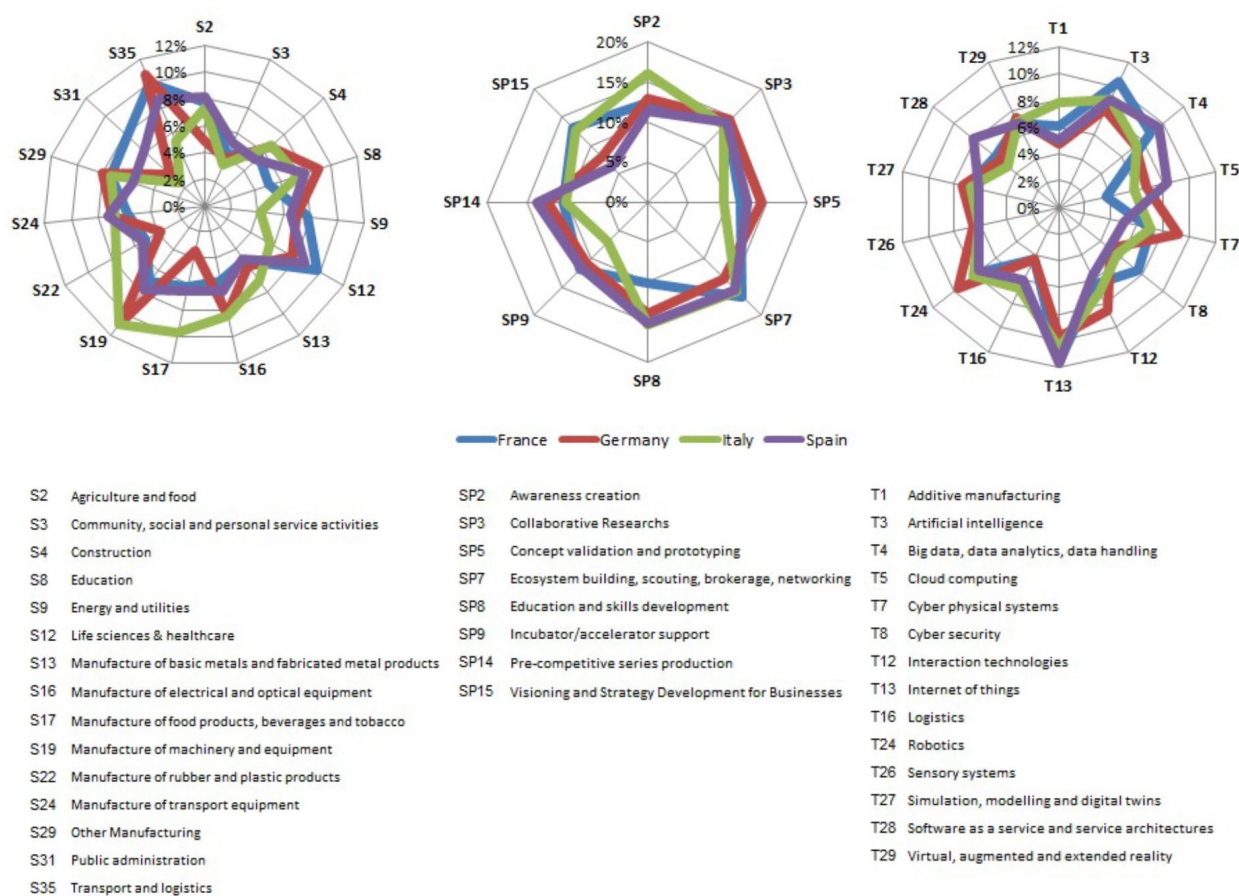 S2
S3
S4
S8
S9
S12
S13
S16
S17
S19
S22
S24
S29
S31
S35
12%
10%
8%
6%
4%
2%
0%
SP2
SP3
SP5
SP7
SP8
SP9
SP14
SP15
20%
15%
10%
5%
0%
T1
T3
T4
T5
T7
T8
T12
T13
T16
T24
T26
T27
T28
T29
12%
10%
8%
6%
4%
2%
0%
France Germany Italy Spain
S2 Agriculture and food
S3 Community, social and personal service activities
S4 Construction
S8 Education
S9 Energy and utilities
S12 Life sciences & healthcare
S13 Manufacture of basic metals and fabricated metal products
S16 Manufacture of electrical and optical equipment
S17 Manufacture of food products, beverages and tobacco
S19 Manufacture of machinery and equipment
S22 Manufacture of rubber and plastic products
S24 Manufacture of transport equipment
S29 Other Manufacturing
S31 Public administration
S35 Transport and logistics
SP2 Awareness creation
SP3 Collaborative Researchs
SP5 Concept validation and prototyping
SP7 Ecosystem building, scouting, brokerage, networking
SP8 Education and skills development
SP9 Incubator/accelerator support
SP14 Pre-competitive series production
SP15 Visioning and Strategy Development for Businesses
T1 Additive manufacturing
T3 Artificial intelligence
T4 Big data, data analytics, data handling
T5 Cloud computing
T7 Cyber physical systems
T8 Cyber security
T12 Interaction technologies
T13 Internet of things
T16 Logistics
T24 Robotics
T26 Sensory systems
T27 Simulation, modelling and digital twins
T28 Software as a service and service architectures
T29 Virtual, augmented and extended reality